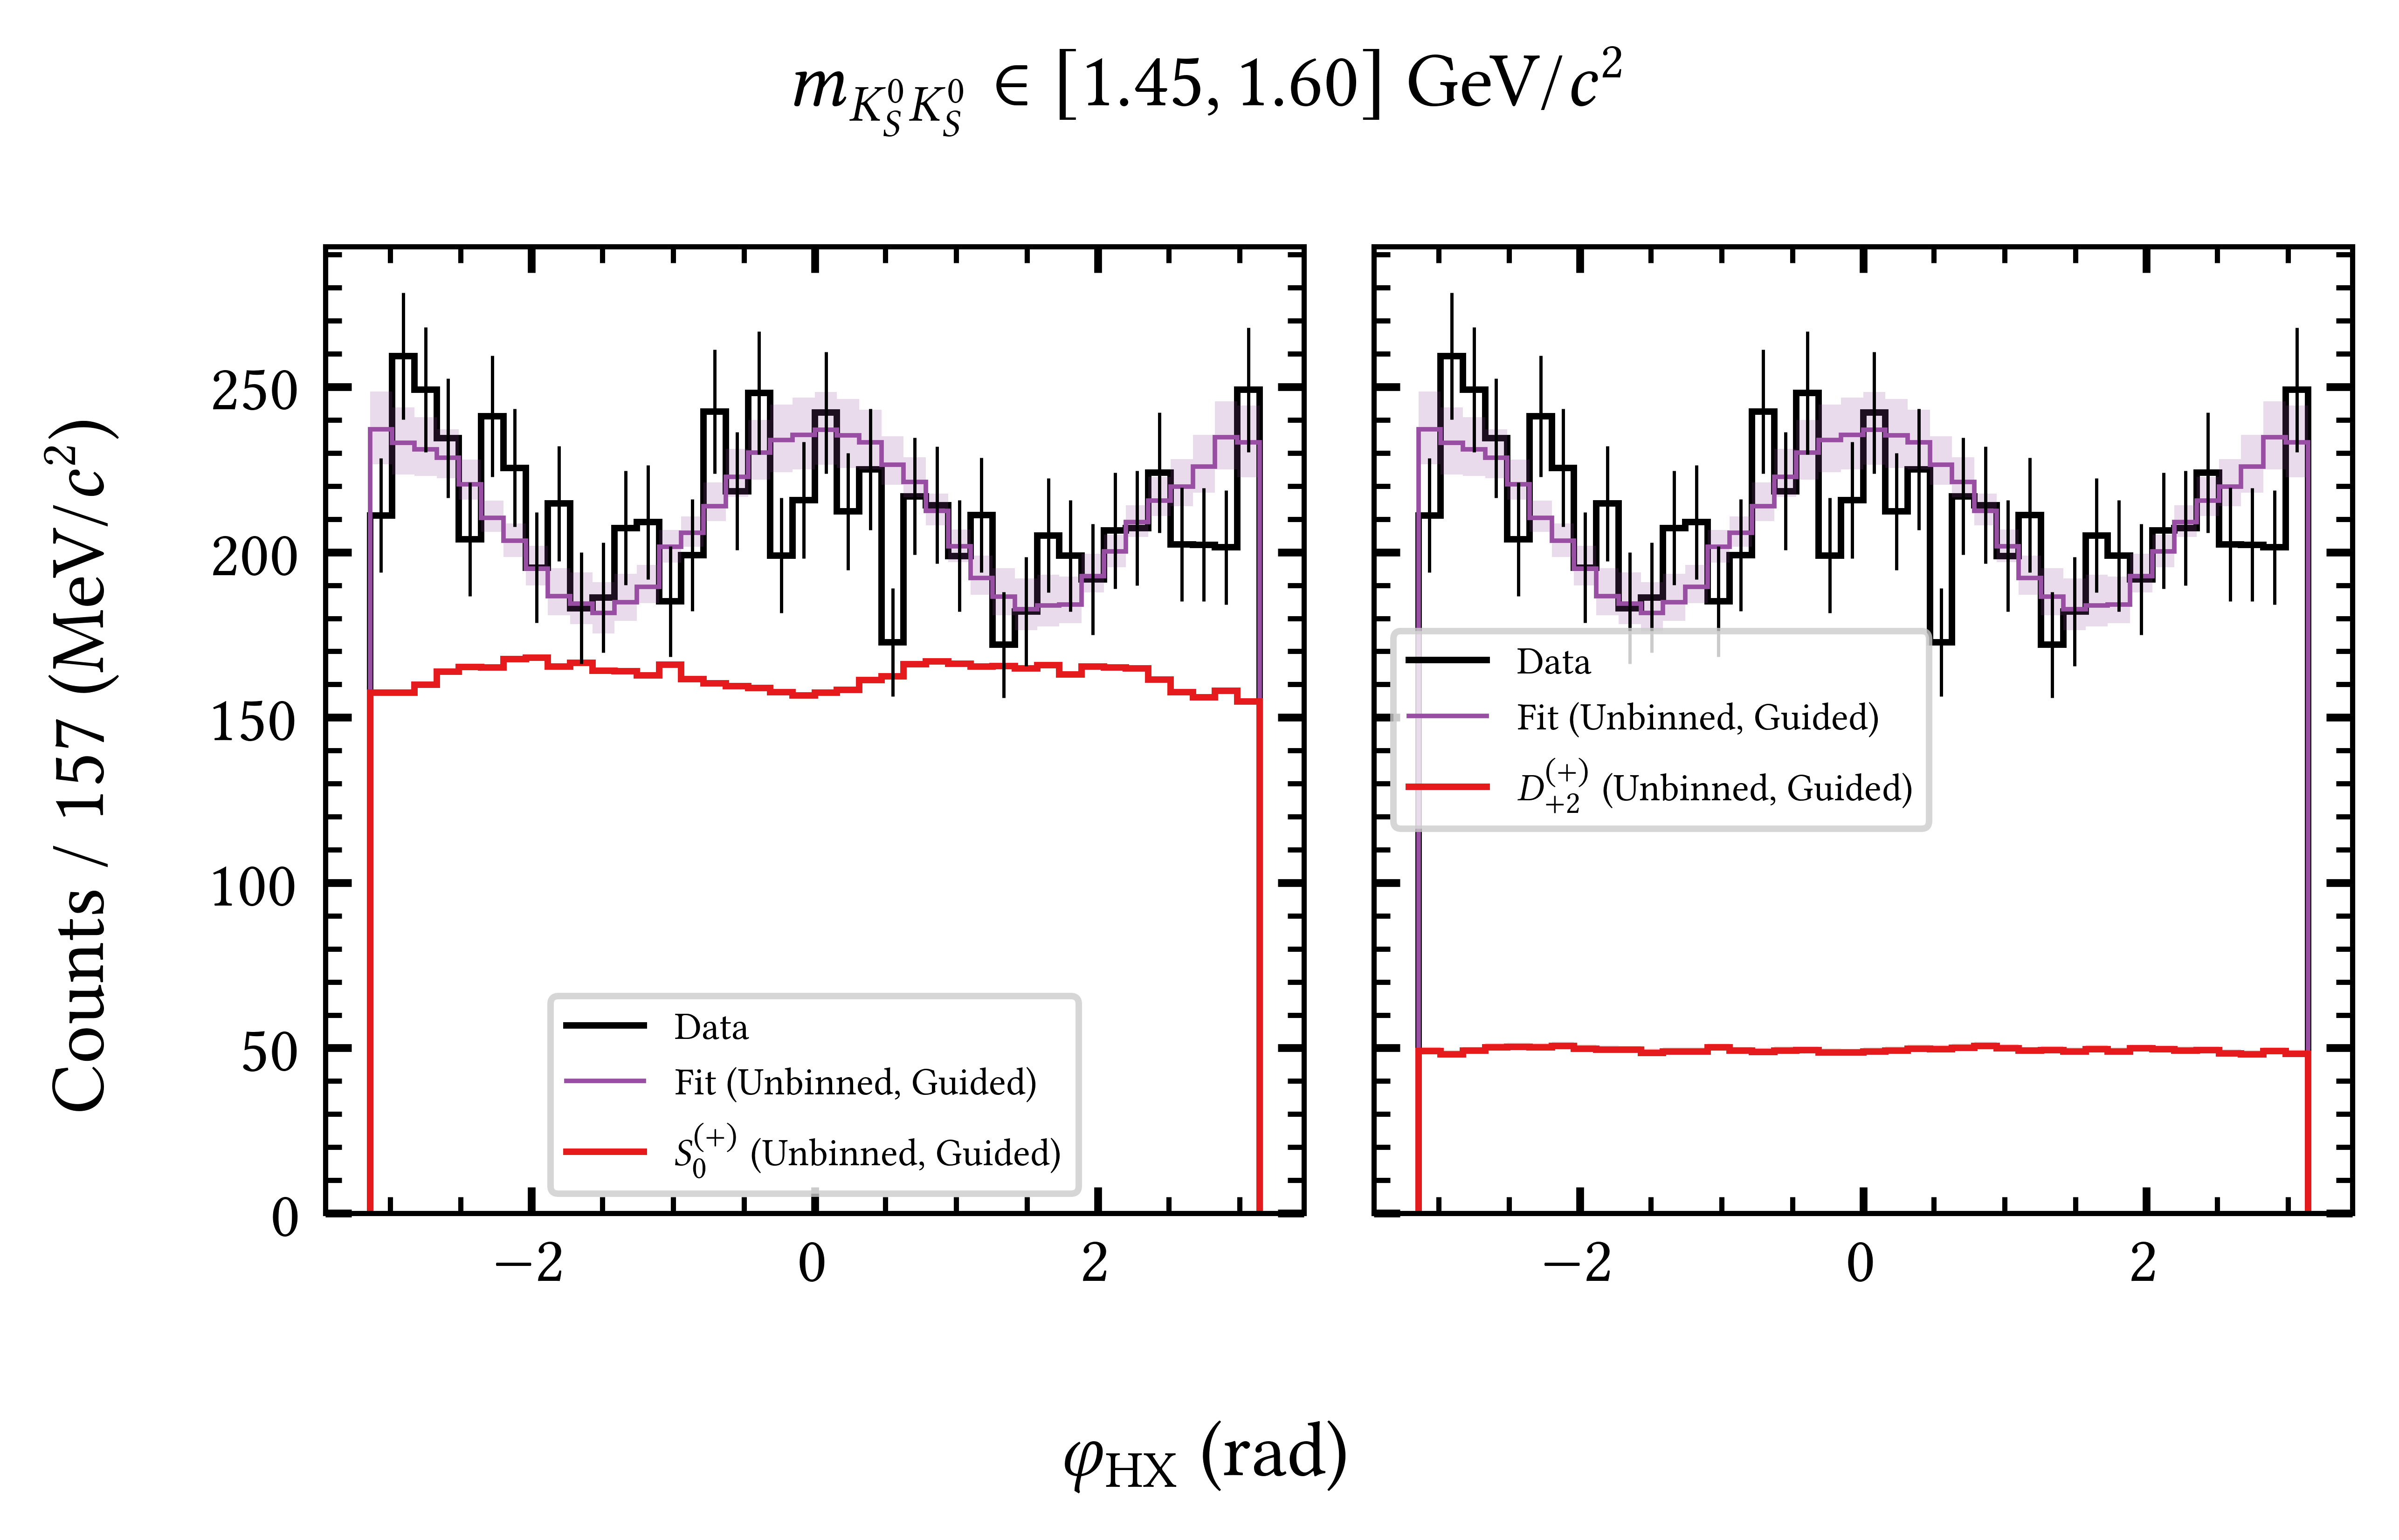 m_{K_S^0 K_S^0} ∈ [1.45, 1.60] GeV/c²
Counts / 157 (MeV/c²)
250
200
150
100
50
0
Data
Fit (Unbinned, Guided)
S_0^{(+)} (Unbinned, Guided)
−2
0
2
Data
Fit (Unbinned, Guided)
D_{+2}^{(+)} (Unbinned, Guided)
−2
0
2
φ_{HX} (rad)